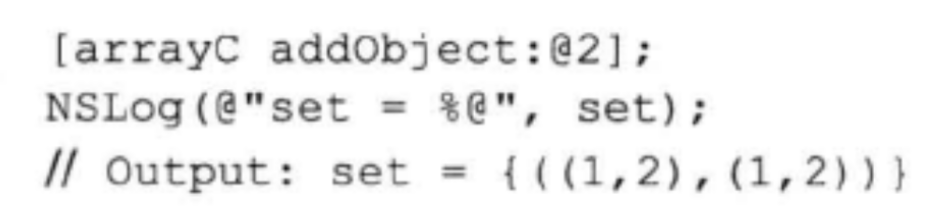 [arrayC addObject:@2];
NSLog(@"set = %@", set);
// Output: set = {((1,2),(1,2))}